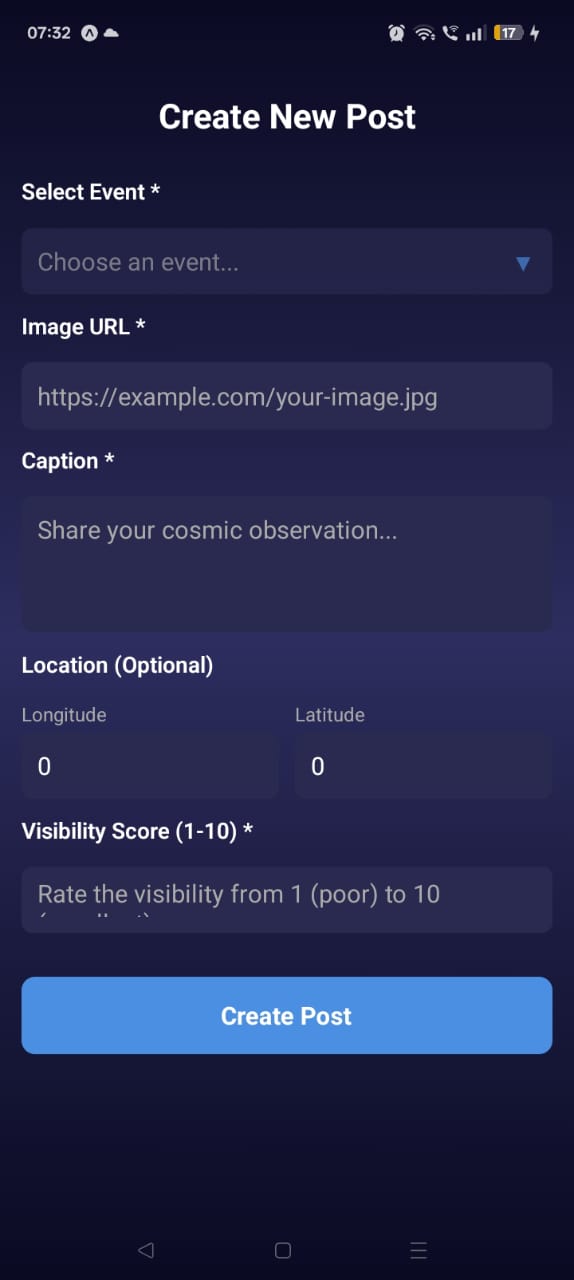 07:32
17
Create New Post
Select Event *
Choose an event...
Image URL *
https://example.com/your-image.jpg
Caption *
Share your cosmic observation...
Location (Optional)
Longitude Latitude
0 0
Visibility Score (1-10) *
Rate the visibility from 1 (poor) to 10
Create Post